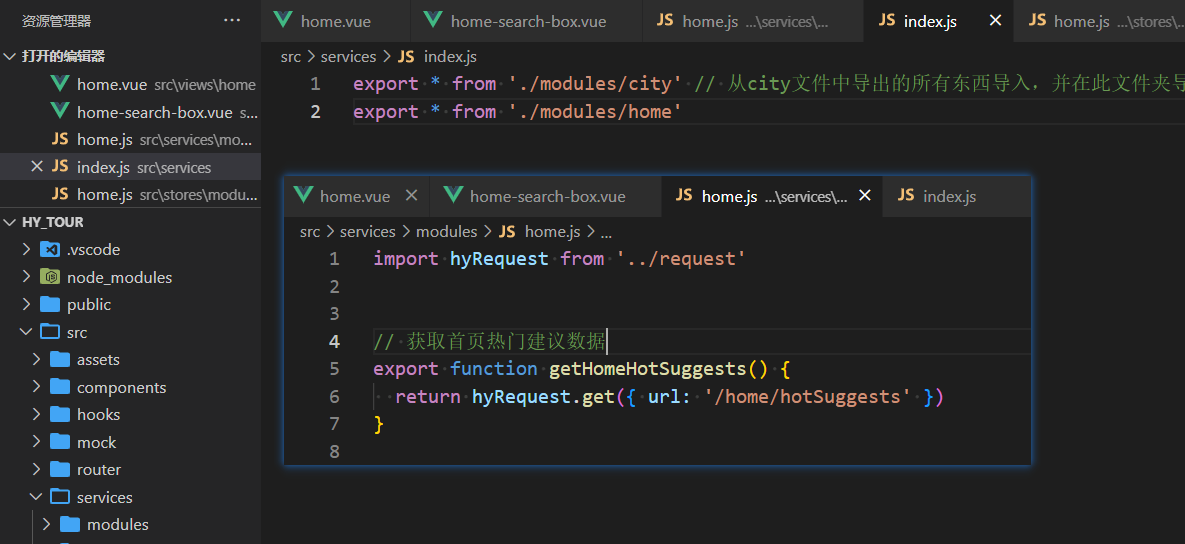 资源管理器 ···
打开的编辑器
home.vue src\views\home
home-search-box.vue s...
JS home.js src\services\mo...
JS index.js src\services
JS home.js src\stores\modu...
HY_TOUR
.vscode
node_modules
public
src
assets
components
hooks
mock
router
services
modules
home.vue home-search-box.vue JS home.js ...\services\... JS index.js JS home.js ...\stores\...
src > services > JS index.js
1 export * from './modules/city' // 从city文件中导出的所有东西导入，并在此文件夹导
2 export * from './modules/home'
home.vue home-search-box.vue JS home.js ...\services\... JS index.js
src > services > modules > JS home.js > ...
1 import hyRequest from '../request'
2
3
4 // 获取首页热门建议数据
5 export function getHomeHotSuggests() {
6 return hyRequest.get({ url: '/home/hotSuggests' })
7 }
8